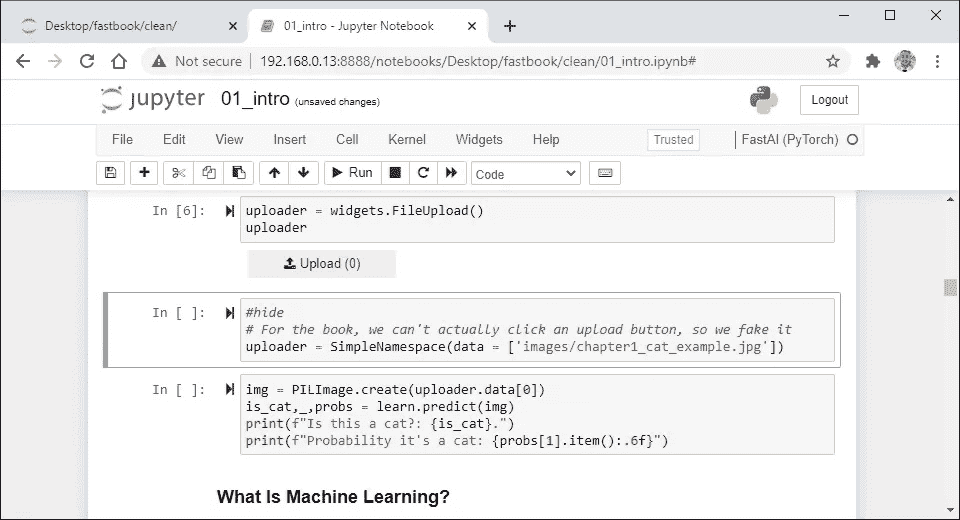 Desktop/fastbook/clean/
01_intro - Jupyter Notebook
Not secure | 192.168.0.13:8888/notebooks/Desktop/fastbook/clean/01_intro.ipynb#
jupyter 01_intro (unsaved changes)
Logout
File Edit View Insert Cell Kernel Widgets Help
Trusted
FastAI (PyTorch)
Run
Code
In [6]:
uploader = widgets.FileUpload()
uploader
Upload (0)
In [ ]:
#hide
# For the book, we can't actually click an upload button, so we fake it
uploader = SimpleNamespace(data = ['images/chapter1_cat_example.jpg'])
In [ ]:
img = PILImage.create(uploader.data[0])
is_cat,_,probs = learn.predict(img)
print(f"Is this a cat?: {is_cat}.")
print(f"Probability it's a cat: {probs[1].item():.6f}")
What Is Machine Learning?